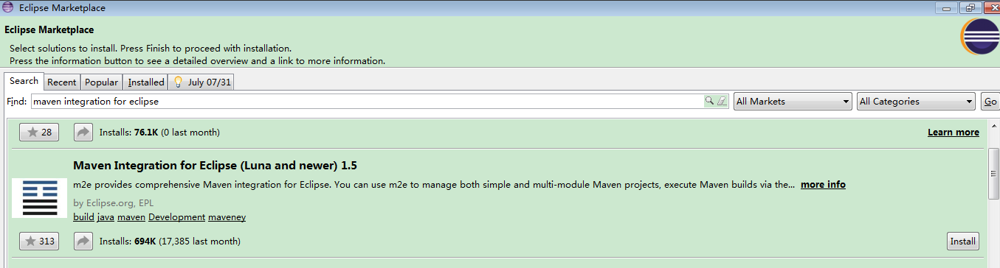 Eclipse Marketplace
Eclipse Marketplace
Select solutions to install. Press Finish to proceed with installation.
Press the information button to see a detailed overview and a link to more information.
Search Recent Popular Installed July 07/31
Find: maven integration for eclipse All Markets All Categories Go
28 Installs: 76.1K (0 last month) Learn more
Maven Integration for Eclipse (Luna and newer) 1.5
m2e provides comprehensive Maven integration for Eclipse. You can use m2e to manage both simple and multi-module Maven projects, execute Maven builds via the... more info
by Eclipse.org, EPL
build java maven Development maveney
313 Installs: 694K (17,385 last month) Install